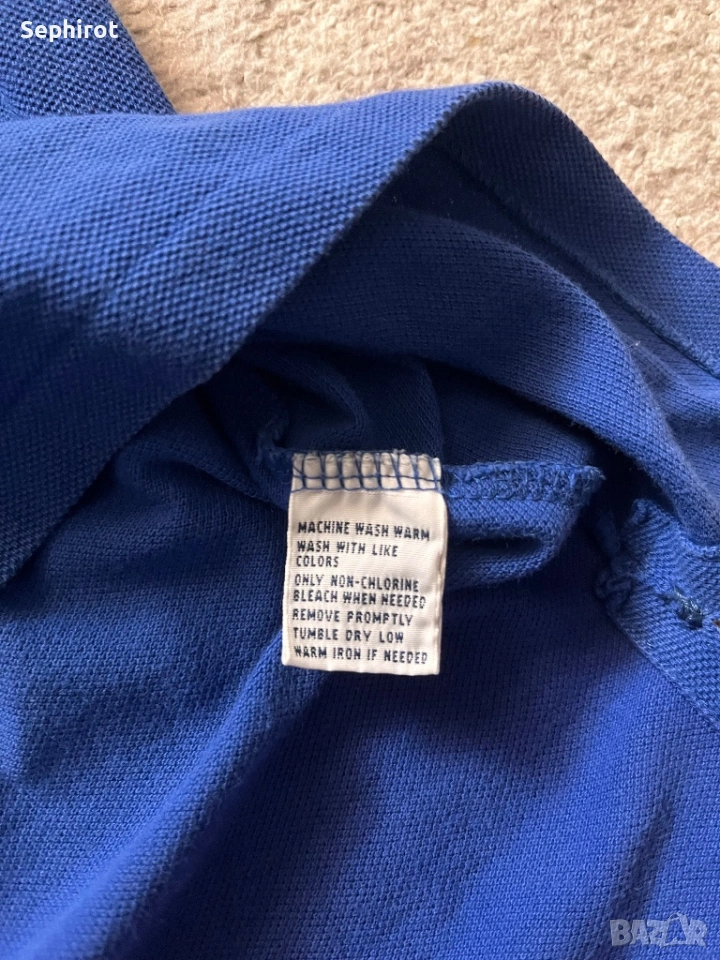 Sephirot
MACHINE WASH WARM
WASH WITH LIKE
COLORS
ONLY NON-CHLORINE
BLEACH WHEN NEEDED
REMOVE PROMPTLY
TUMBLE DRY LOW
WARM IRON IF NEEDED
BAZAR